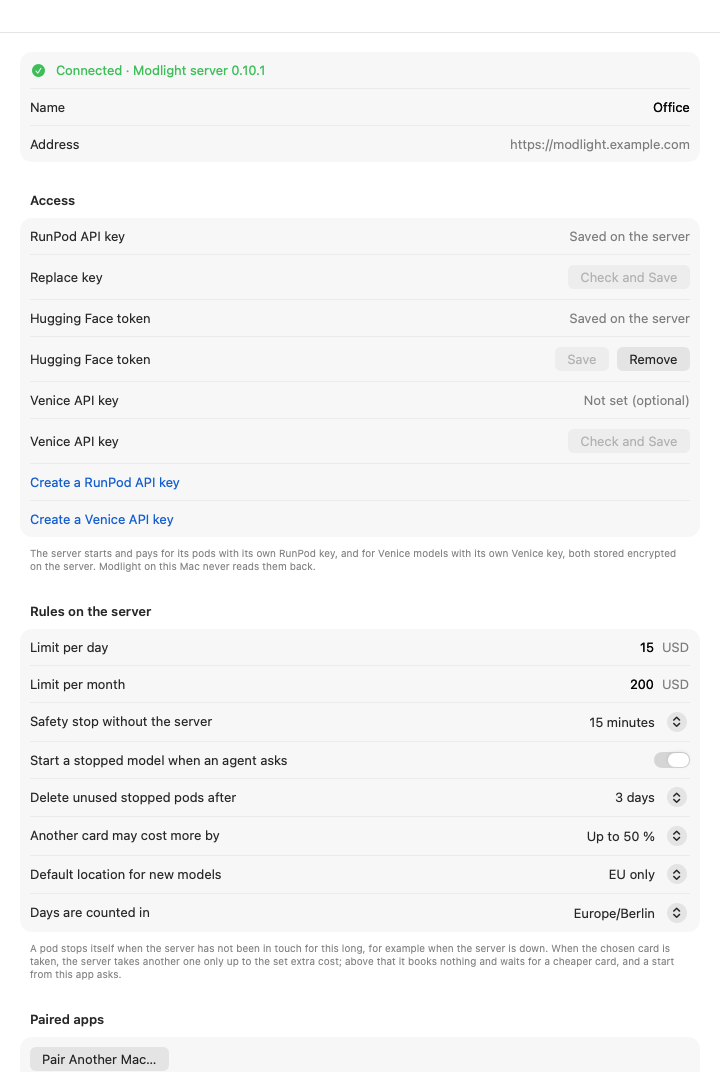 Connected · Modlight server 0.10.1
Name Office
Address https://modlight.example.com
Access
RunPod API key Saved on the server
Replace key Check and Save
Hugging Face token Saved on the server
Hugging Face token Save Remove
Venice API key Not set (optional)
Venice API key Check and Save
Create a RunPod API key
Create a Venice API key
The server starts and pays for its pods with its own RunPod key, and for Venice models with its own Venice key, both stored encrypted
on the server. Modlight on this Mac never reads them back.
Rules on the server
Limit per day 15 USD
Limit per month 200 USD
Safety stop without the server 15 minutes
Start a stopped model when an agent asks
Delete unused stopped pods after 3 days
Another card may cost more by Up to 50 %
Default location for new models EU only
Days are counted in Europe/Berlin
A pod stops itself when the server has not been in touch for this long, for example when the server is down. When the chosen card is
taken, the server takes another one only up to the set extra cost; above that it books nothing and waits for a cheaper card, and a start
from this app asks.
Paired apps
Pair Another Mac...